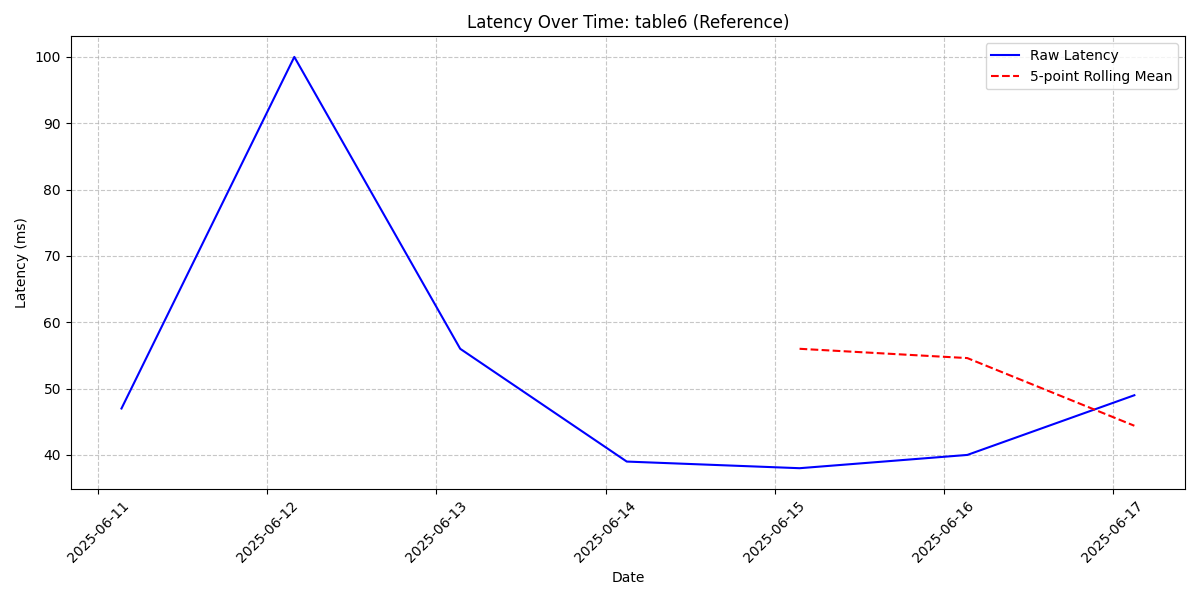 Latency Over Time: table6 (Reference)
Raw Latency
5-point Rolling Mean
Latency (ms)
100
90
80
70
60
50
40
2025-06-11
2025-06-12
2025-06-13
2025-06-14
2025-06-15
2025-06-16
2025-06-17
Date